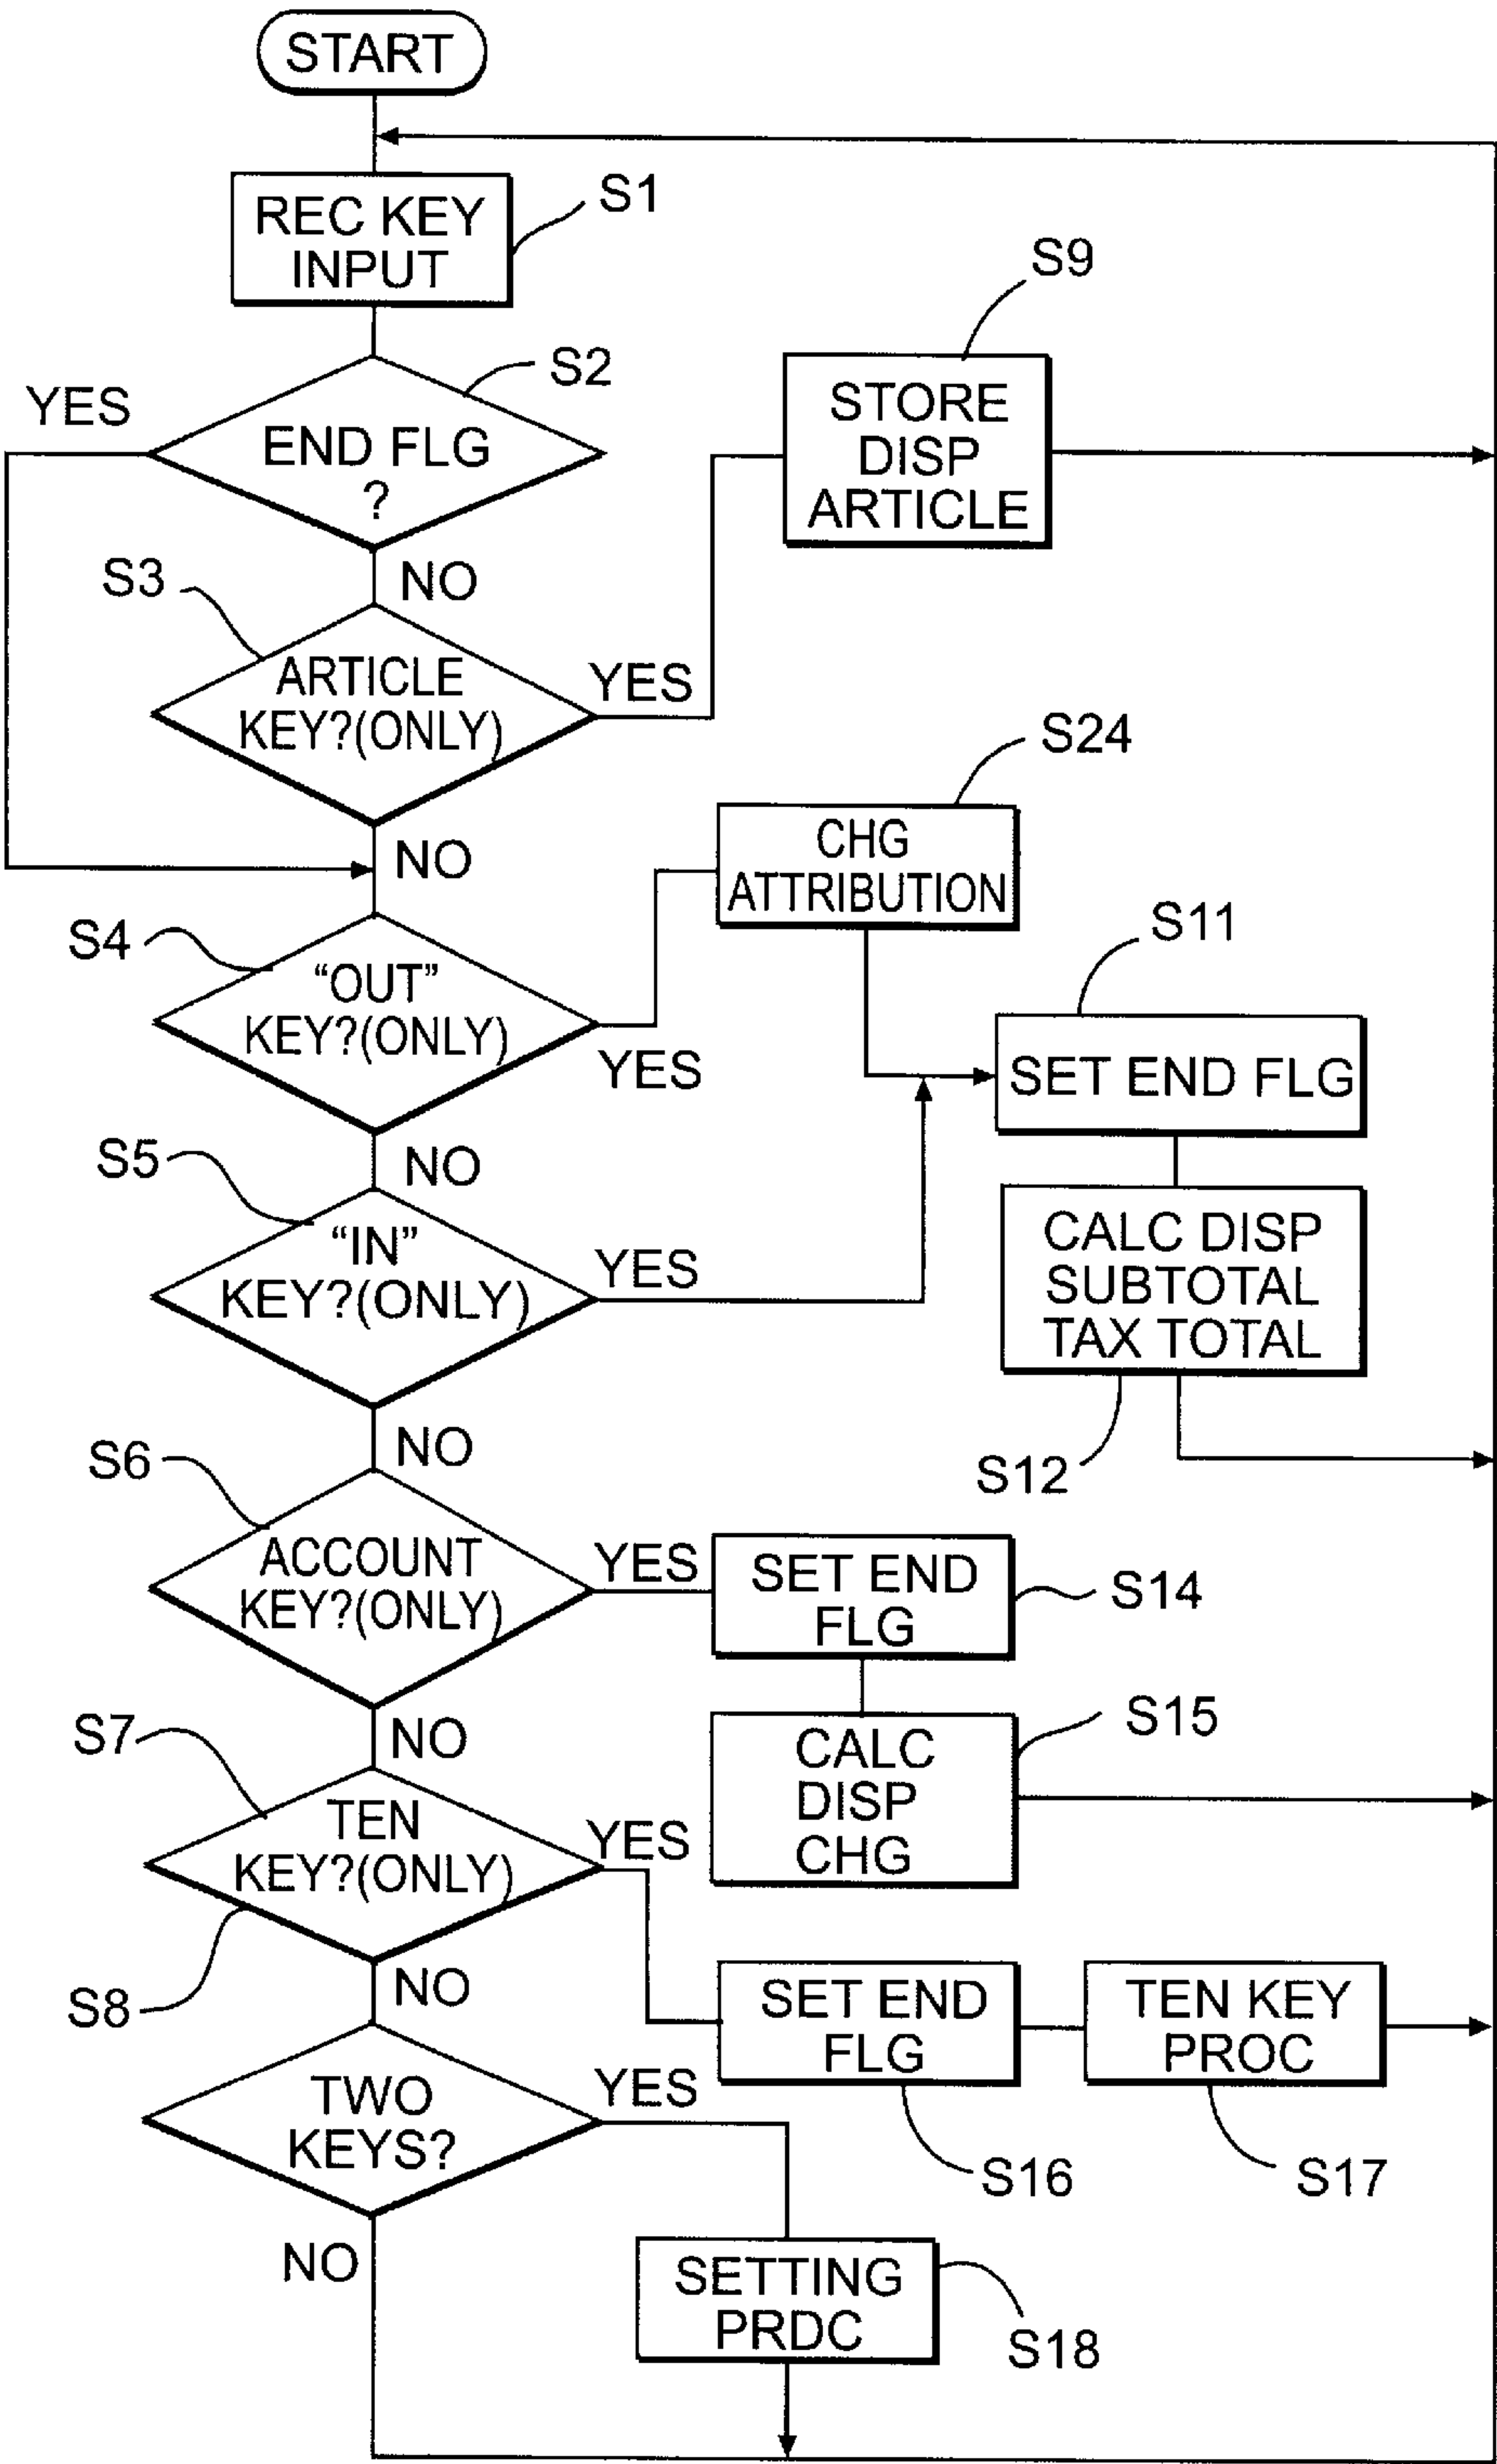 START
REC KEY
INPUT
S1
S9
S2
YES
END FLG
?
STORE
DISP
ARTICLE
S3
NO
ARTICLE
KEY?(ONLY)
YES
S24
NO
CHG
ATTRIBUTION
S4
S11
“OUT”
KEY?(ONLY)
YES
SET END FLG
S5
NO
“IN”
KEY?(ONLY)
YES
CALC DISP
SUBTOTAL
TAX TOTAL
S6
NO
S12
ACCOUNT
KEY?(ONLY)
YES
SET END
FLG
S14
S7
NO
S15
CALC
DISP
CHG
TEN
KEY?(ONLY)
YES
S8
NO
SET END
FLG
TEN KEY
PROC
TWO
KEYS?
YES
S16
S17
NO
SETTING
PRDC
S18